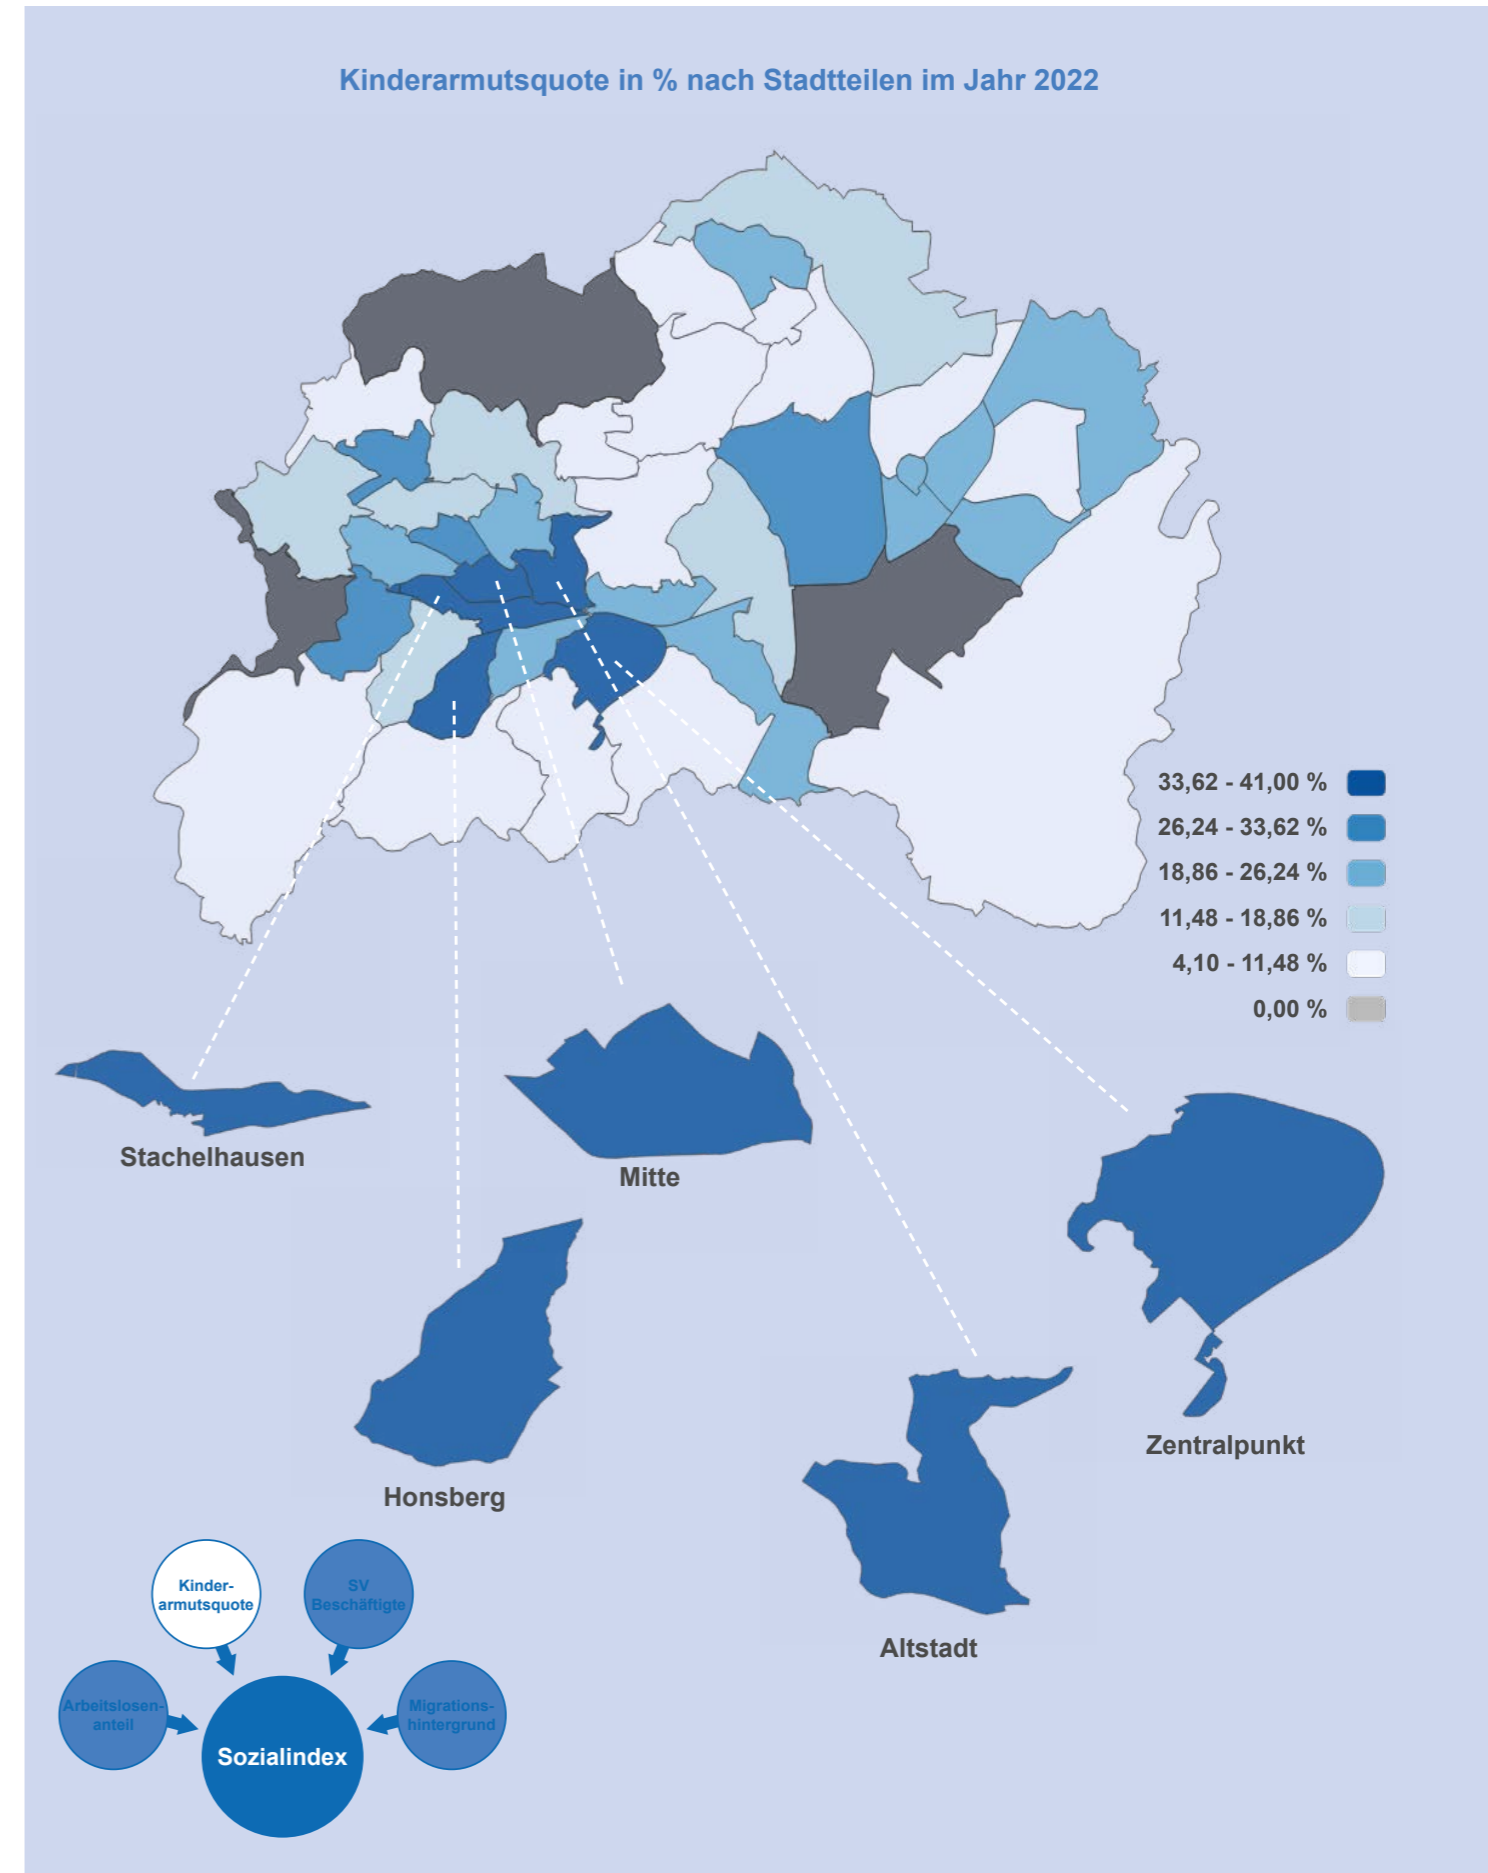 Kinderarmutsquote in % nach Stadtteilen im Jahr 2022
33,62 - 41,00 %
26,24 - 33,62 %
18,86 - 26,24 %
11,48 - 18,86 %
4,10 - 11,48 %
0,00 %
Stachelhausen
Mitte
Zentralpunkt
Honsberg
Altstadt
Kinder-
armutsquote
SV
Beschäftigte
Arbeitslosen-
anteil
Migrations-
hintergrund
Sozialindex